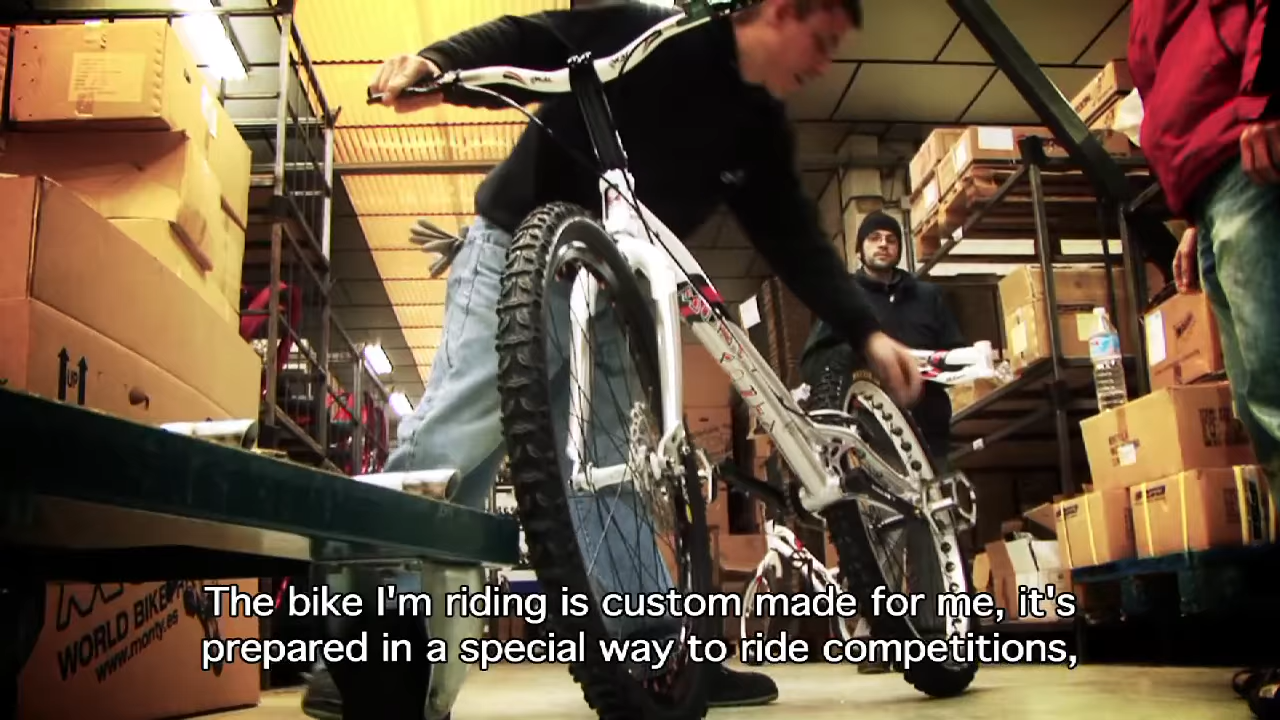 UP
WORLD BIKE
www.monty.es
The bike I'm riding is custom made for me, it's
prepared in a special way to ride competitions,